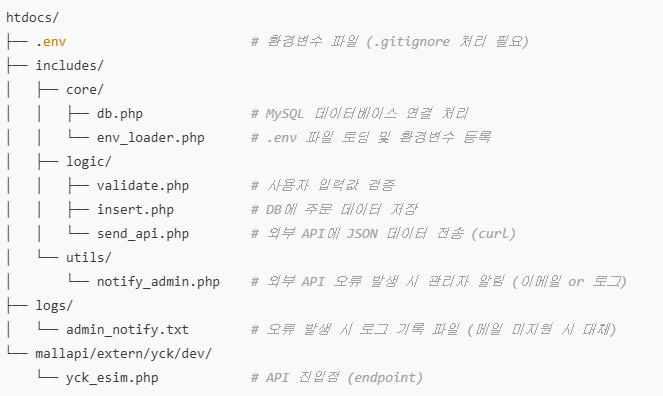 htdocs/
├── .env                        # 환경변수 파일 (.gitignore 처리 필요)
├── includes/
│   ├── core/
│   │   ├── db.php              # MySQL 데이터베이스 연결 처리
│   │   └── env_loader.php      # .env 파일 로딩 및 환경변수 등록
│   ├── logic/
│   │   ├── validate.php        # 사용자 입력값 검증
│   │   ├── insert.php          # DB에 주문 데이터 저장
│   │   └── send_api.php        # 외부 API에 JSON 데이터 전송 (curl)
│   └── utils/
│       └── notify_admin.php    # 외부 API 오류 발생 시 관리자 알림 (이메일 or 로그)
├── logs/
│   └── admin_notify.txt        # 오류 발생 시 로그 기록 파일 (메일 미지원 시 대체)
└── mallapi/extern/yck/dev/
    └── yck_esim.php            # API 진입점 (endpoint)